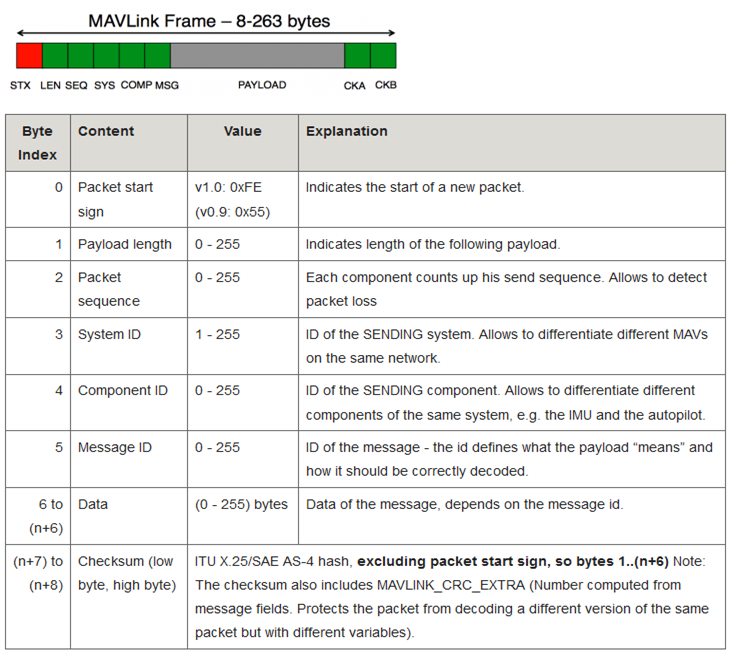 MAVLink Frame – 8-263 bytes
STX LEN SEQ SYS COMP MSG PAYLOAD CKA CKB
Byte Index Content Value Explanation
0 Packet start sign v1.0: 0xFE (v0.9: 0x55) Indicates the start of a new packet.
1 Payload length 0 - 255 Indicates length of the following payload.
2 Packet sequence 0 - 255 Each component counts up his send sequence. Allows to detect packet loss
3 System ID 1 - 255 ID of the SENDING system. Allows to differentiate different MAVs on the same network.
4 Component ID 0 - 255 ID of the SENDING component. Allows to differentiate different components of the same system, e.g. the IMU and the autopilot.
5 Message ID 0 - 255 ID of the message - the id defines what the payload “means” and how it should be correctly decoded.
6 to (n+6) Data (0 - 255) bytes Data of the message, depends on the message id.
(n+7) to (n+8) Checksum (low byte, high byte) ITU X.25/SAE AS-4 hash, excluding packet start sign, so bytes 1..(n+6) Note: The checksum also includes MAVLINK_CRC_EXTRA (Number computed from message fields. Protects the packet from decoding a different version of the same packet but with different variables).